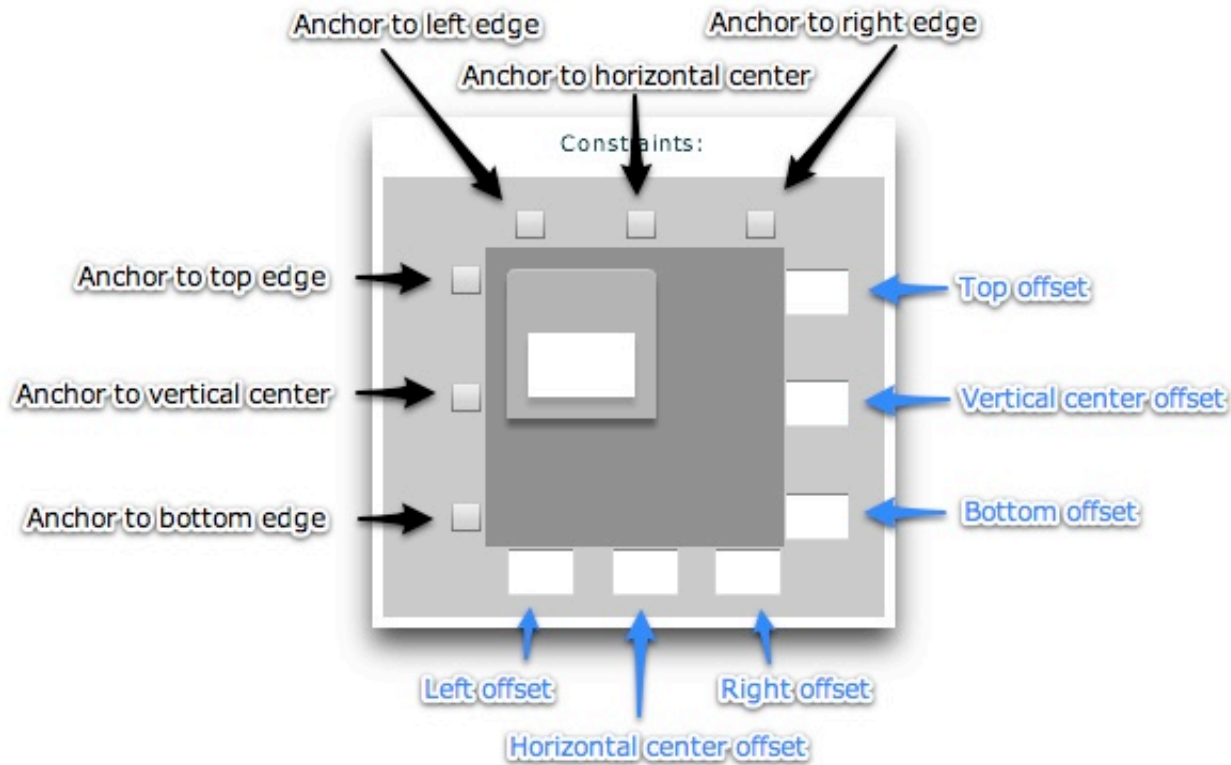 Anchor to left edge
Anchor to right edge
Anchor to horizontal center
Constraints:
Anchor to top edge
Top offset
Anchor to vertical center
Vertical center offset
Anchor to bottom edge
Bottom offset
Left offset
Right offset
Horizontal center offset